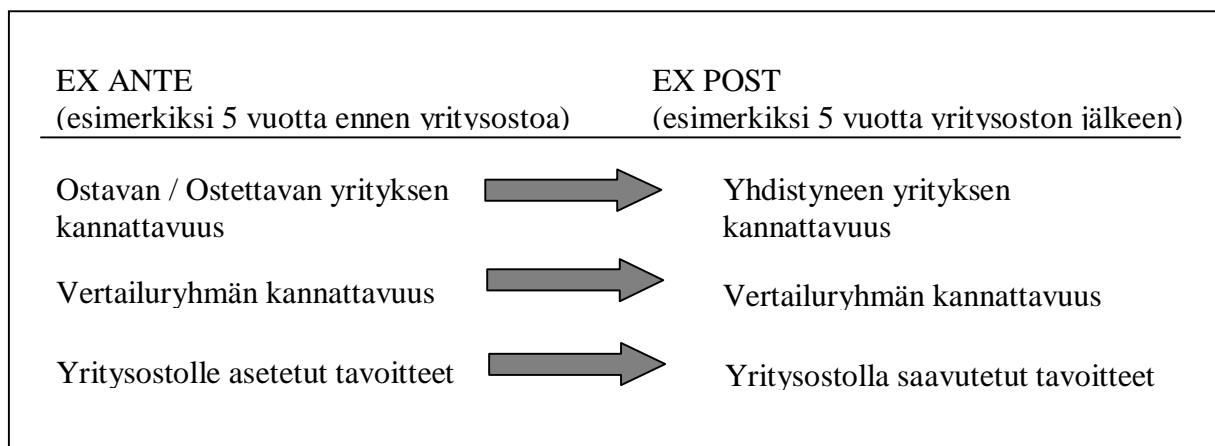 EX ANTE
(esimerkiksi 5 vuotta ennen yritysostoa)
EX POST
(esimerkiksi 5 vuotta yritysoston jälkeen)
Ostavan / Ostettavan yrityksen
kannattavuus
Yhdistyneen yrityksen
kannattavuus
Vertailuryhmän kannattavuus
Vertailuryhmän kannattavuus
Yritysostolle asetetut tavoitteet
Yritysostolla saavutetut tavoitteet